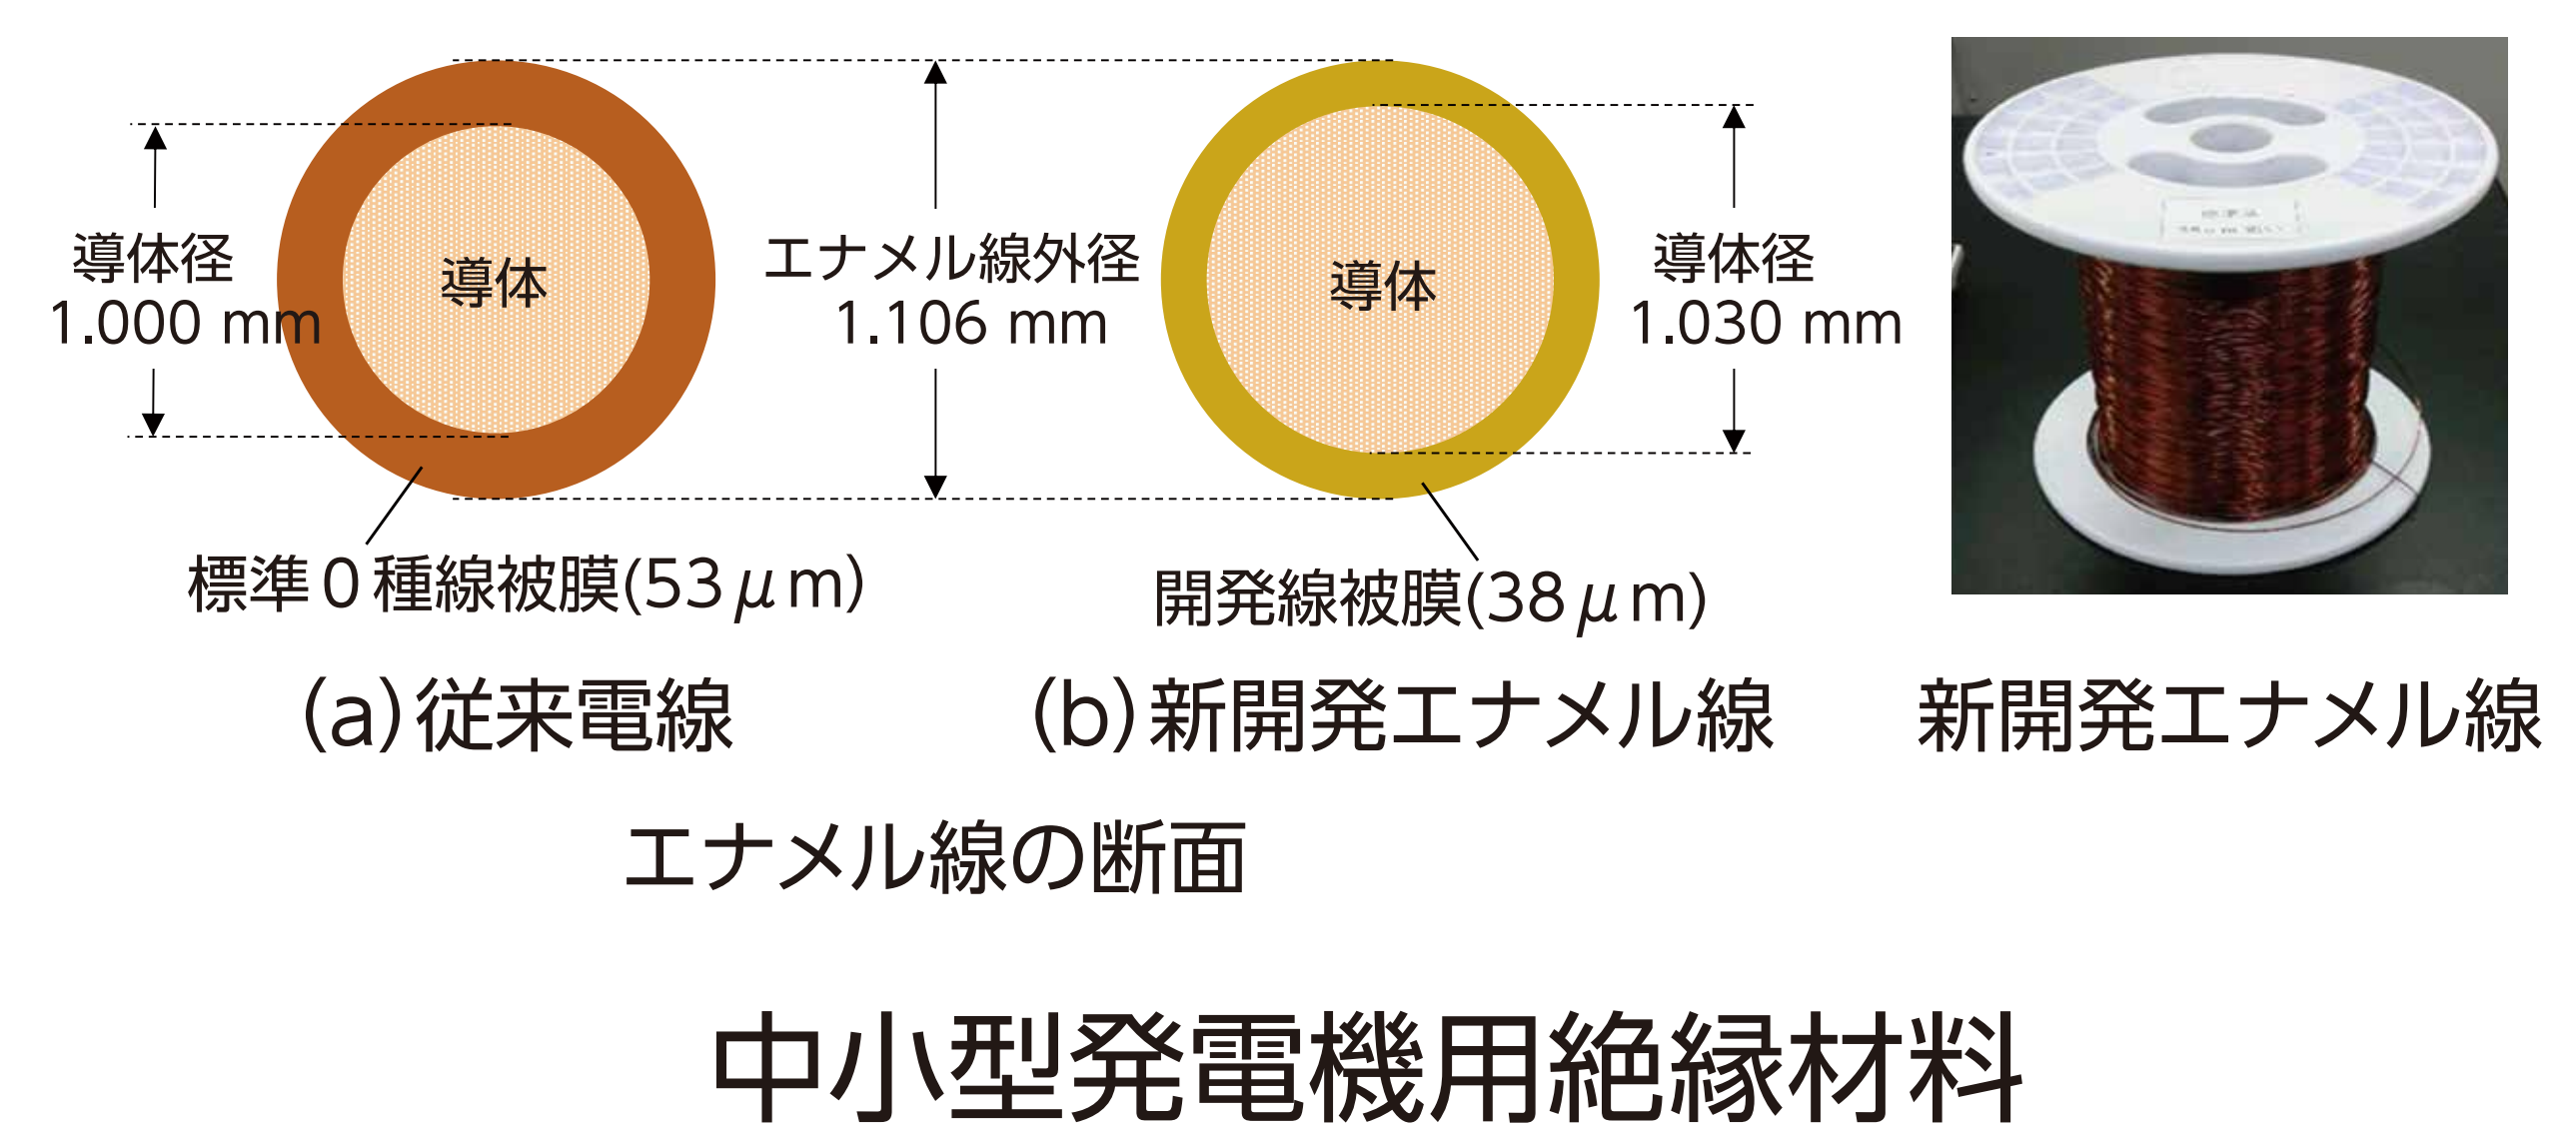 導体径
1.000 mm
導体
標準０種線被膜(53μm)
エナメル線外径
1.106 mm
導体
導体径
1.030 mm
開発線被膜(38μm)
(a)従来電線
(b)新開発エナメル線
新開発エナメル線
エナメル線の断面
中小型発電機用絶縁材料